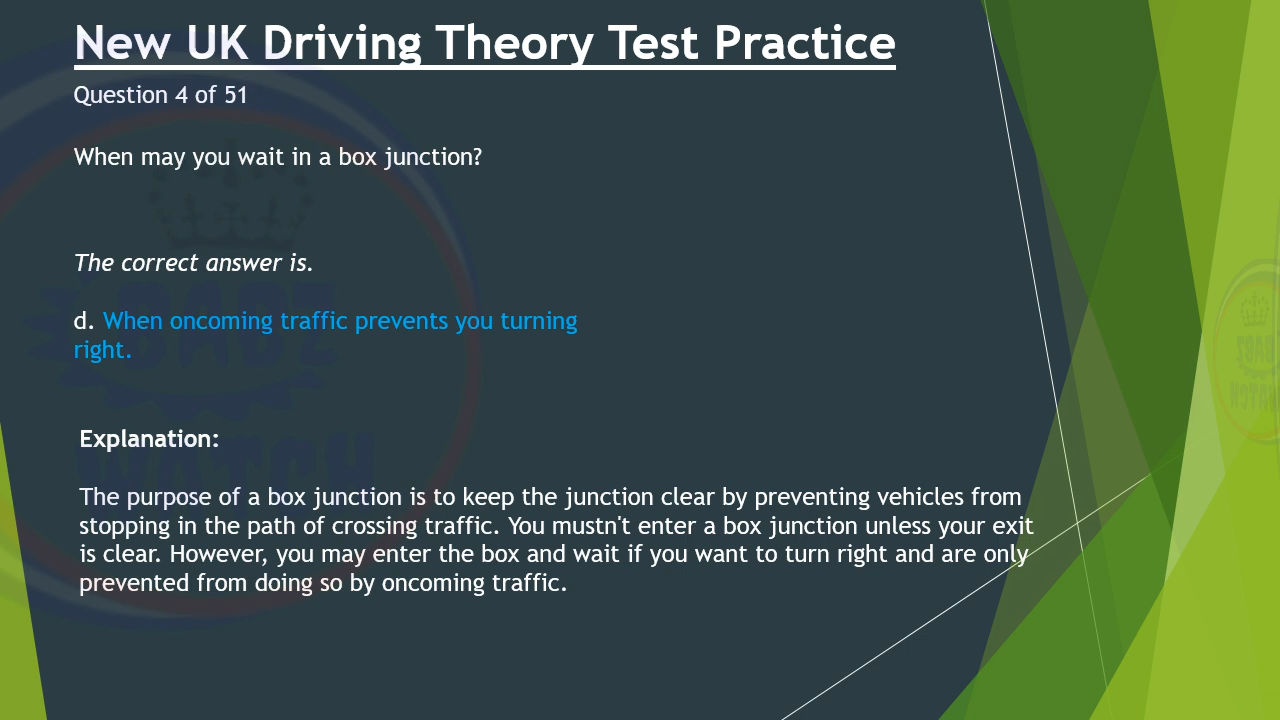 New UK Driving Theory Test Practice
Question 4 of 51
When may you wait in a box junction?
The correct answer is.
d. When oncoming traffic prevents you turning
right.
Explanation:
The purpose of a box junction is to keep the junction clear by preventing vehicles from
stopping in the path of crossing traffic. You mustn't enter a box junction unless your exit
is clear. However, you may enter the box and wait if you want to turn right and are only
prevented from doing so by oncoming traffic.
BADZ
WATCH
BADZ
WATCH